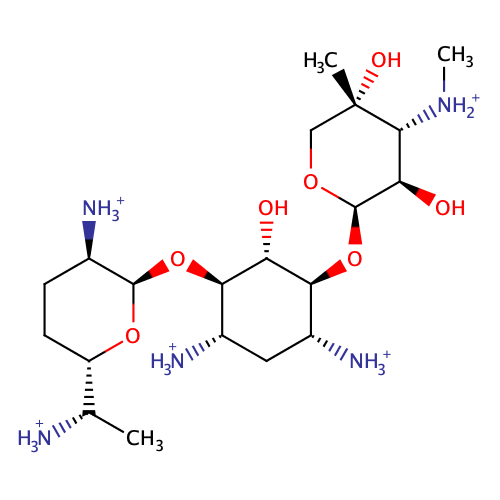 CH₃
H₃C OH
NH₂⁺
OH
NH₃⁺ OH
O
O O
O
H₃N⁺ NH₃⁺
H₃N⁺ CH₃